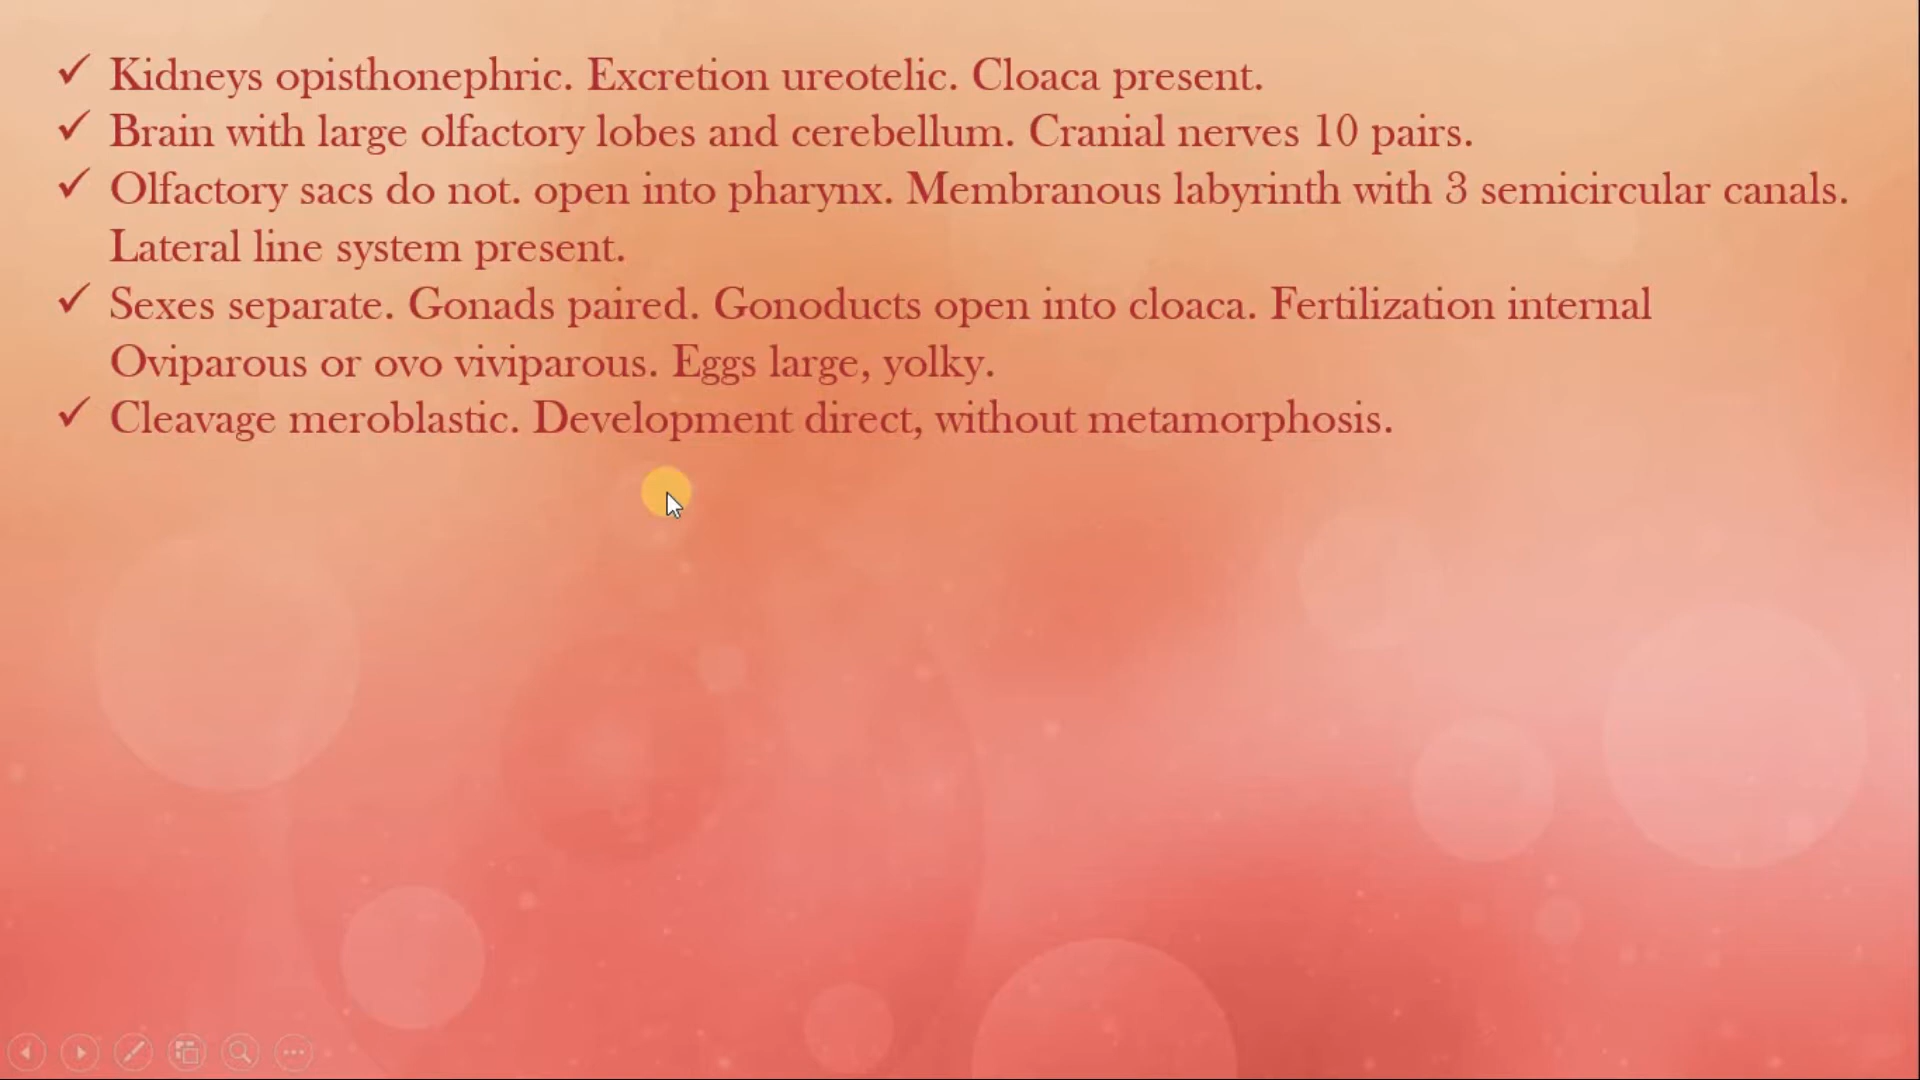 ✓ Kidneys opisthonephric. Excretion ureotelic. Cloaca present.
✓ Brain with large olfactory lobes and cerebellum. Cranial nerves 10 pairs.
✓ Olfactory sacs do not. open into pharynx. Membranous labyrinth with 3 semicircular canals.
Lateral line system present.
✓ Sexes separate. Gonads paired. Gonoducts open into cloaca. Fertilization internal
Oviparous or ovo viviparous. Eggs large, yolky.
✓ Cleavage meroblastic. Development direct, without metamorphosis.